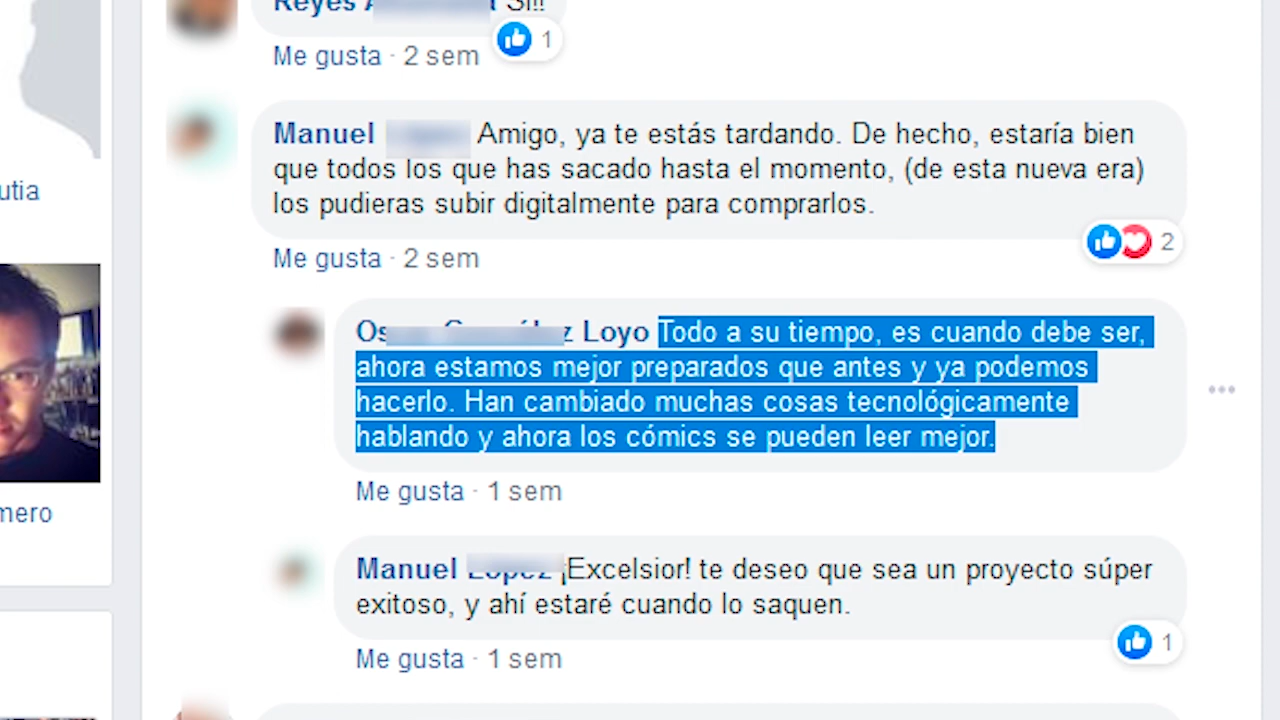 Reyes Sí!!
1
Me gusta · 2 sem
Manuel Amigo, ya te estás tardando. De hecho, estaría bien
que todos los que has sacado hasta el momento, (de esta nueva era)
los pudieras subir digitalmente para comprarlos.
2
Me gusta · 2 sem
utia
Loyo Todo a su tiempo, es cuando debe ser,
ahora estamos mejor preparados que antes y ya podemos
hacerlo. Han cambiado muchas cosas tecnológicamente
hablando y ahora los cómics se pueden leer mejor.
Me gusta · 1 sem
mero
Manuel ¡Excelsior! te deseo que sea un proyecto súper
exitoso, y ahí estaré cuando lo saquen.
1
Me gusta · 1 sem